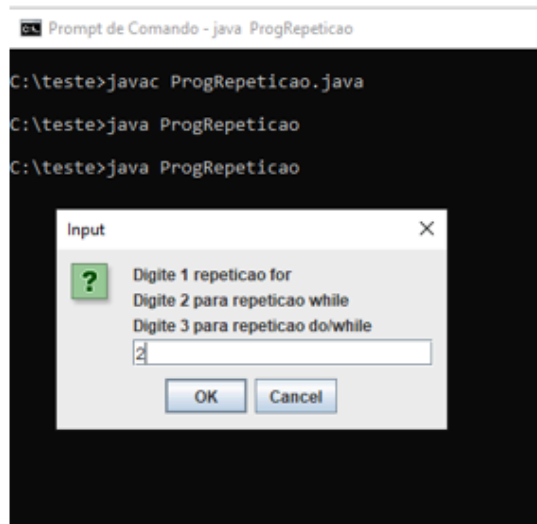 Prompt de Comando - java ProgRepeticao
C:\teste>javac ProgRepeticao.java
C:\teste>java ProgRepeticao
C:\teste>java ProgRepeticao
Input
Digite 1 repeticao for
Digite 2 para repeticao while
Digite 3 para repeticao do/while
2
OK Cancel